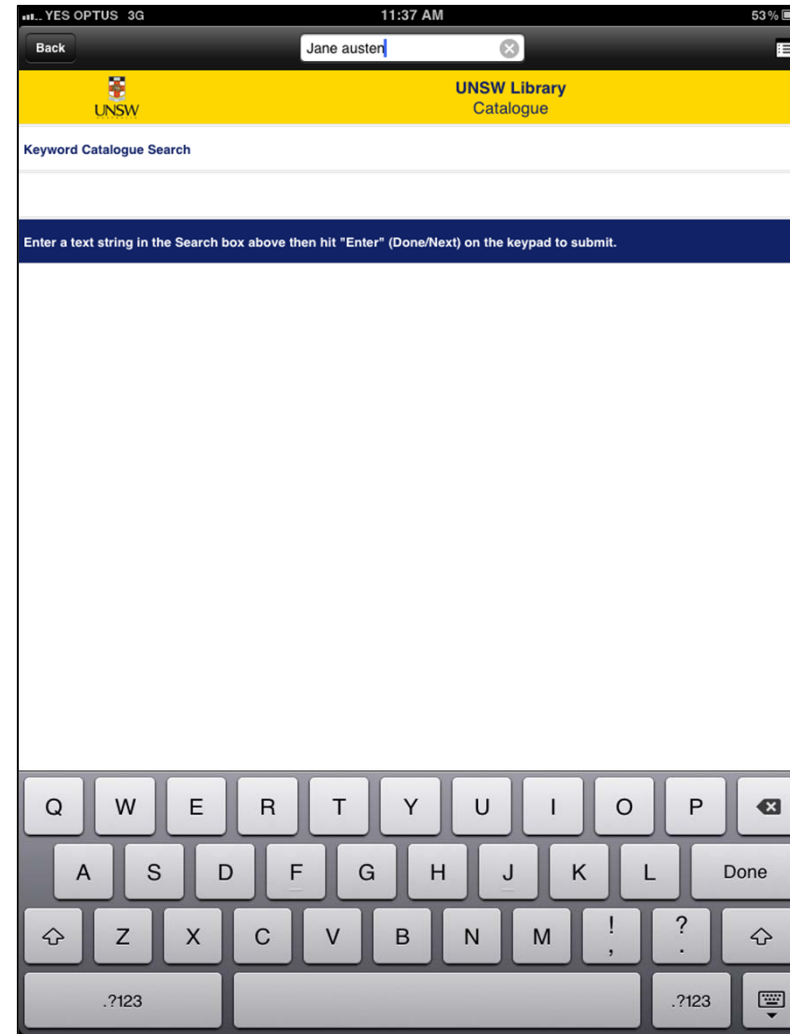 YES OPTUS 3G 11:37 AM 53%
Back Jane austen
UNSW UNSW Library
Catalogue
Keyword Catalogue Search
Enter a text string in the Search box above then hit "Enter" (Done/Next) on the keypad to submit.
Q W E R T Y U I O P
A S D F G H J K L Done
Z X C V B N M ! , ? .
.?123 .?123